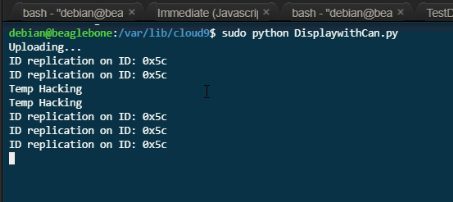 bash - "debian@bea
Immediate (Javascrip
bash - "debian@bea
TestD
debian@beaglebone:/var/lib/cloud9$ sudo python DisplaywithCan.py
Uploading...
ID replication on ID: 0x5c
ID replication on ID: 0x5c
Temp Hacking
Temp Hacking
ID replication on ID: 0x5c
ID replication on ID: 0x5c
ID replication on ID: 0x5c